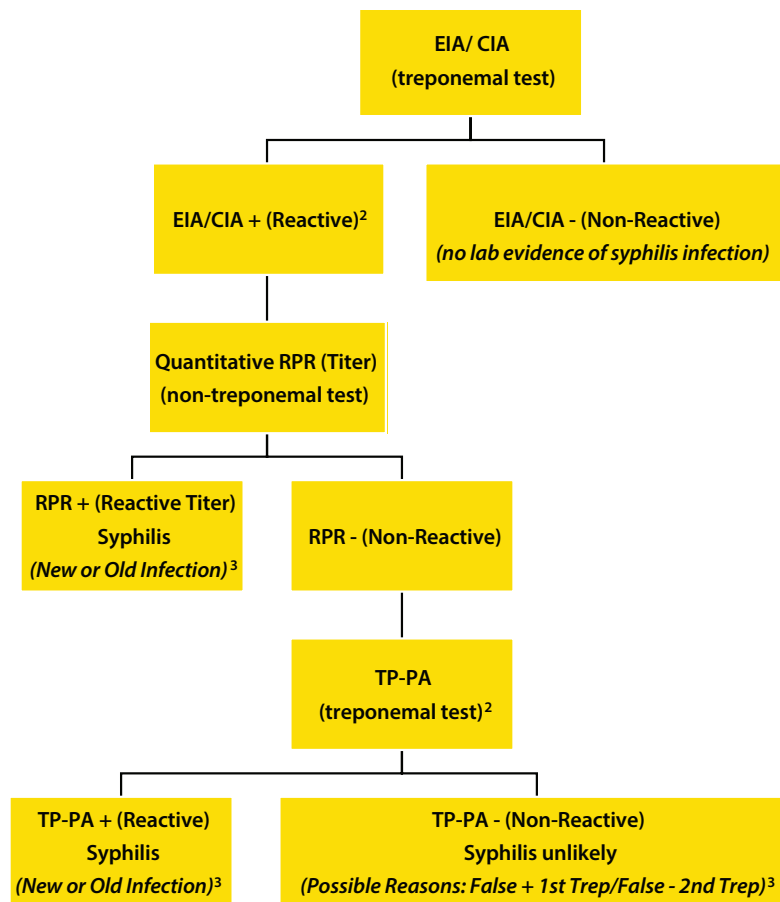 EIA/ CIA
(treponemal test)
EIA/CIA + (Reactive)²
EIA/CIA - (Non-Reactive)
(no lab evidence of syphilis infection)
Quantitative RPR (Titer)
(non-treponemal test)
RPR + (Reactive Titer)
Syphilis
(New or Old Infection)³
RPR - (Non-Reactive)
TP-PA
(treponemal test)²
TP-PA + (Reactive)
Syphilis
(New or Old Infection)³
TP-PA - (Non-Reactive)
Syphilis unlikely
(Possible Reasons: False + 1st Trep/False - 2nd Trep)³